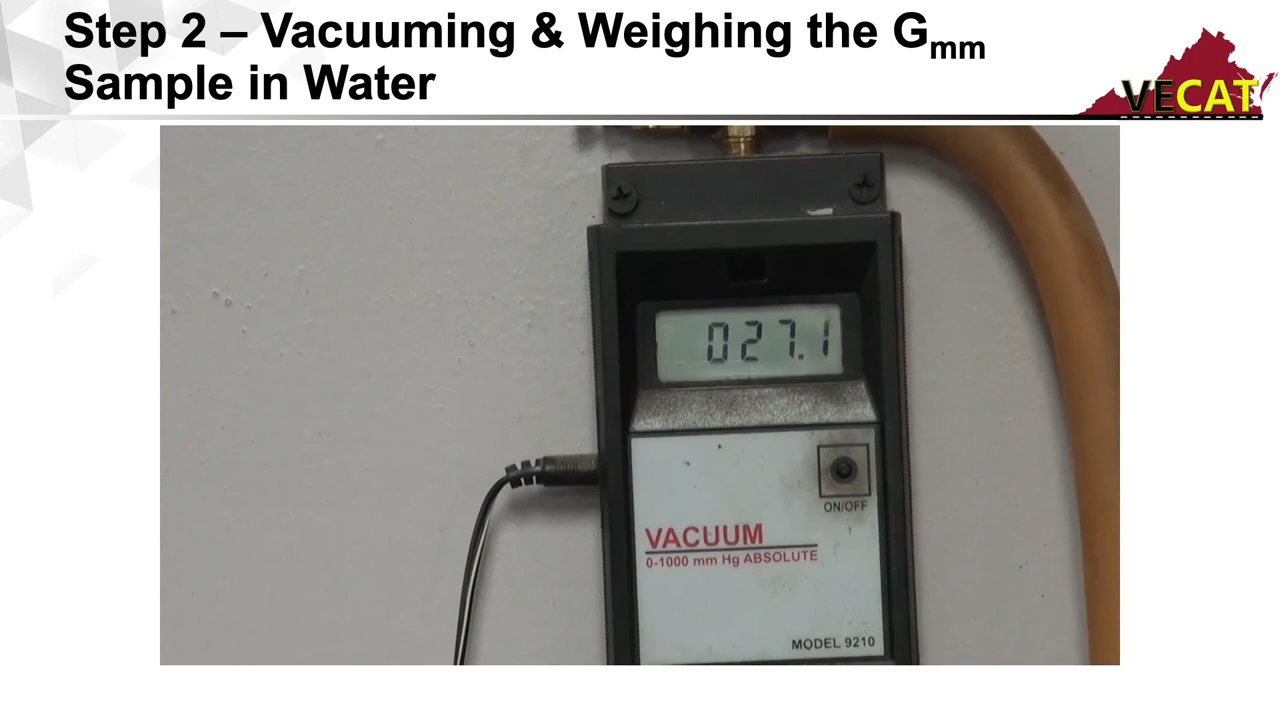 Step 2 – Vacuuming & Weighing the Gmm
Sample in Water
VECAT
027.1
ON/OFF
VACUUM
0-1000 mm Hg ABSOLUTE
MODEL 9210